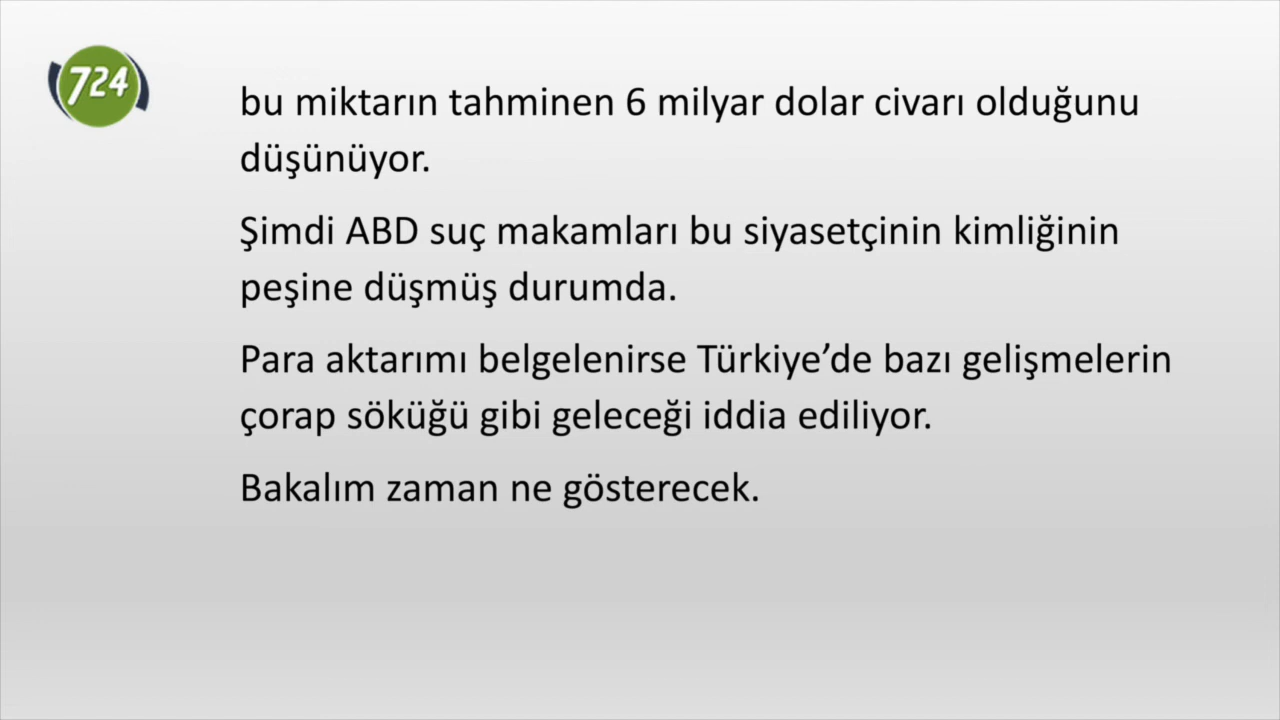 724
bu miktarın tahminen 6 milyar dolar civarı olduğunu
düşünüyor.
Şimdi ABD suç makamları bu siyasetçinin kimliğinin
peşine düşmüş durumda.
Para aktarımı belgelenirse Türkiye’de bazı gelişmelerin
çorap söküğü gibi geleceği iddia ediliyor.
Bakalım zaman ne gösterecek.